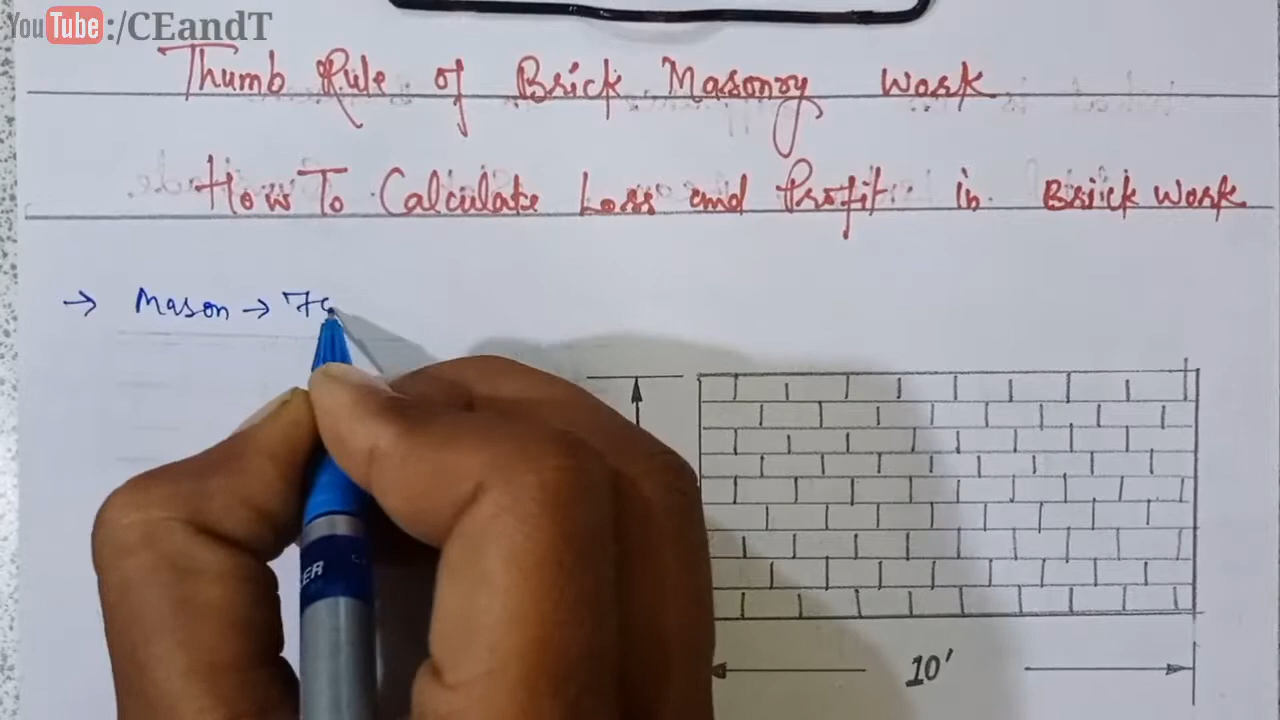 YouTube:/CEandT
Thumb Rule of Brick Masonry Work
How To Calculate Loss and Profit in Brick Work
→ Mason → 7
10'